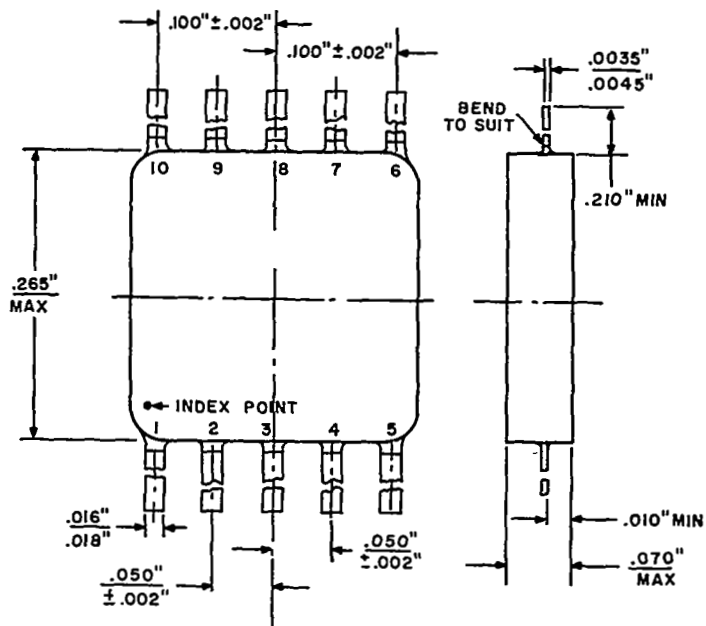 .100"±.002"
.100"±.002"
.0035"
.0045"
BEND
TO SUIT
10 9 8 7 6
.210" MIN
.265"
MAX
INDEX POINT
1 2 3 4 5
.016"
.018"
.050"
±.002"
.050"
±.002"
.010" MIN
.070"
MAX